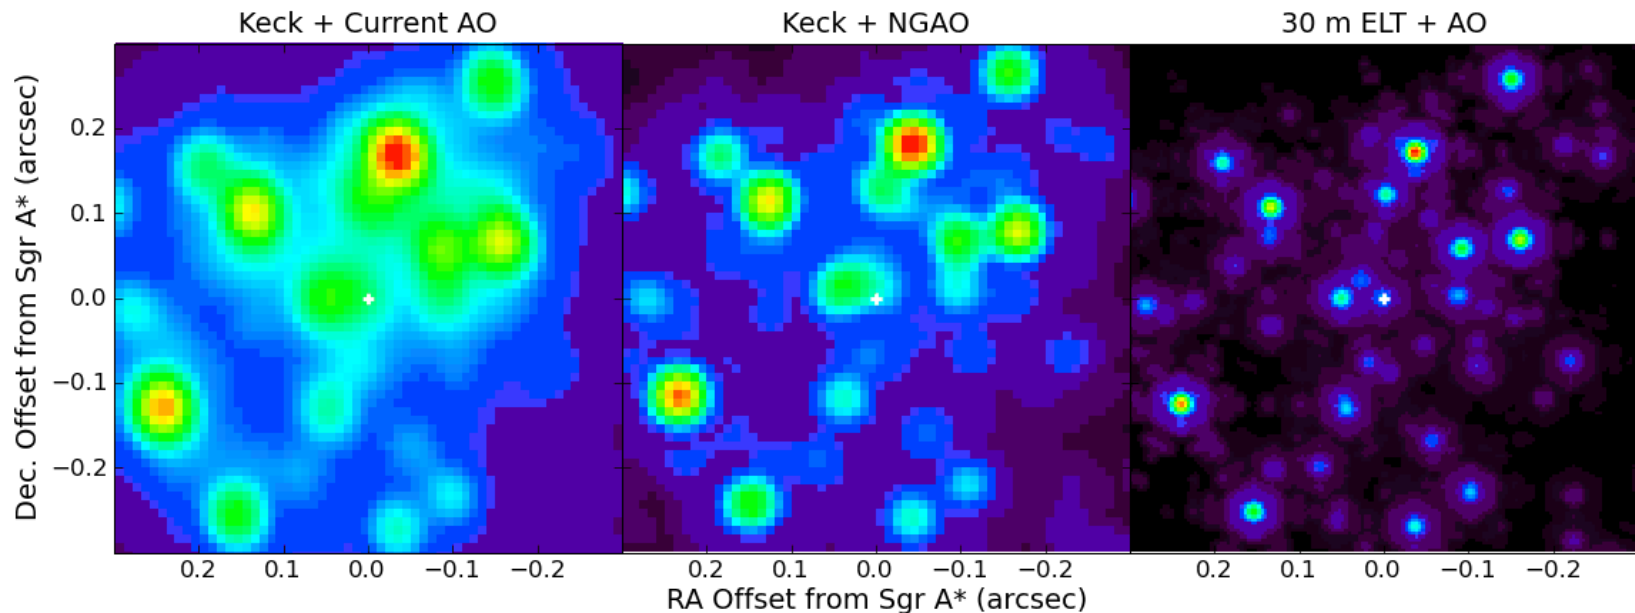 Keck + Current AO
Keck + NGAO
30 m ELT + AO
Dec. Offset from Sgr A* (arcsec)
0.2
0.1
0.0
−0.1
−0.2
0.2 0.1 0.0 −0.1 −0.2
0.2 0.1 0.0 −0.1 −0.2
0.2 0.1 0.0 −0.1 −0.2
RA Offset from Sgr A* (arcsec)